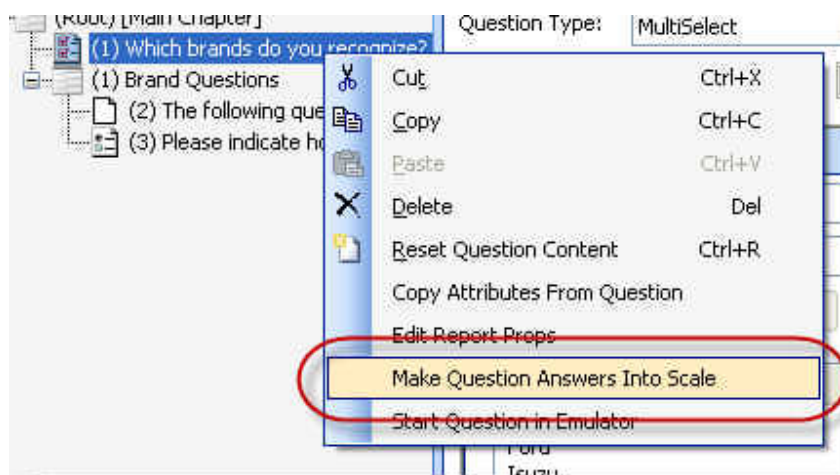 (Root) [Main Chapter]
Question Type: MultiSelect
(1) Which brands do you recognize?
(1) Brand Questions
(2) The following que
(3) Please indicate ho
Cut Ctrl+X
Copy Ctrl+C
Paste Ctrl+V
Delete Del
Reset Question Content Ctrl+R
Copy Attributes From Question
Edit Report Props
Make Question Answers Into Scale
Start Question in Emulator
Ford
Isuzu